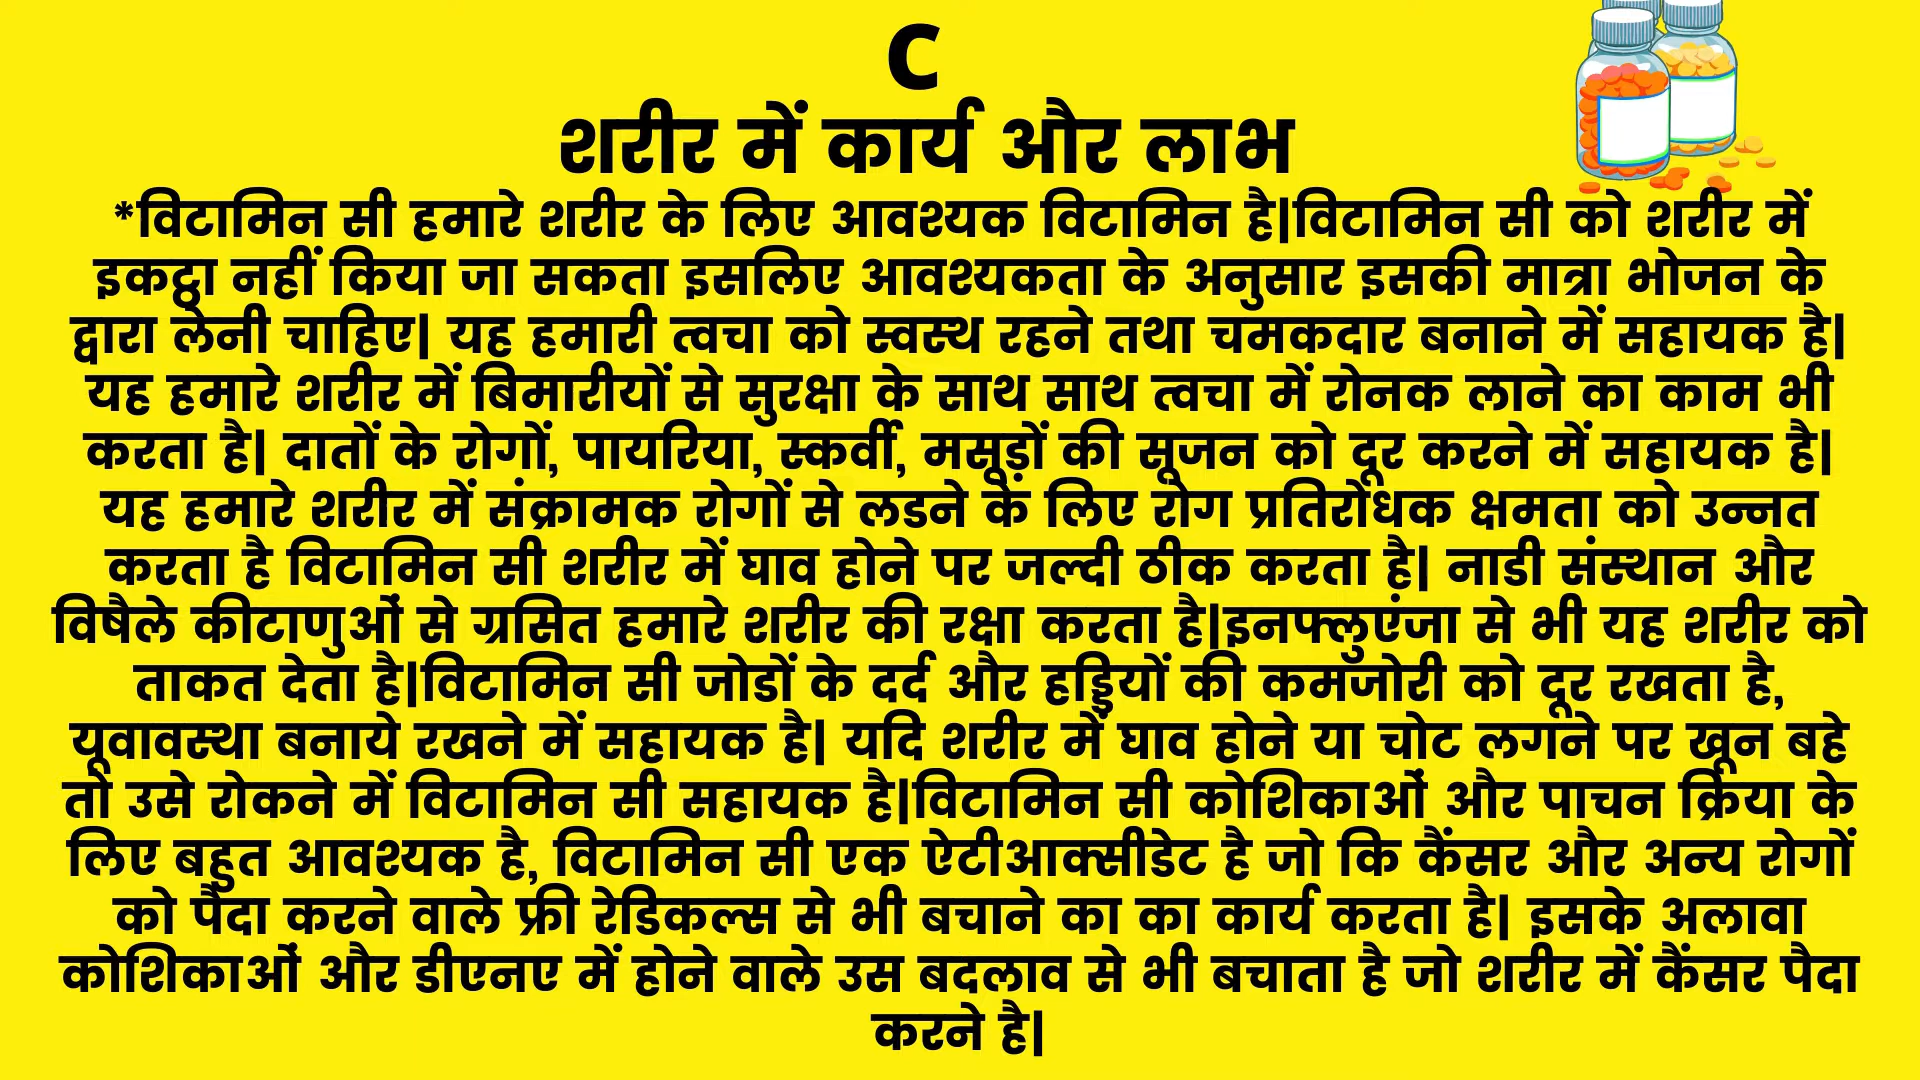 C
शरीर में कार्य और लाभ
*विटामिन सी हमारे शरीर के लिए आवश्यक विटामिन है|विटामिन सी को शरीर में
इकट्ठा नहीं किया जा सकता इसलिए आवश्यकता के अनुसार इसकी मात्रा भोजन के
द्वारा लेनी चाहिए| यह हमारी त्वचा को स्वस्थ रहने तथा चमकदार बनाने में सहायक है|
यह हमारे शरीर में बिमारीयों से सुरक्षा के साथ साथ त्वचा में रोनक लाने का काम भी
करता है| दातों के रोगों, पायरिया, स्कर्वी, मसूड़ों की सूजन को दूर करने में सहायक है|
यह हमारे शरीर में संक्रामक रोगों से लडने के लिए रोग प्रतिरोधक क्षमता को उन्नत
करता है विटामिन सी शरीर में घाव होने पर जल्दी ठीक करता है| नाडी संस्थान और
विषैले कीटाणुओं से ग्रसित हमारे शरीर की रक्षा करता है|इनफ्लुएंजा से भी यह शरीर को
ताकत देता है|विटामिन सी जोडों के दर्द और हड्डियों की कमजोरी को दूर रखता है,
यूवावस्था बनाये रखने में सहायक है| यदि शरीर में घाव होने या चोट लगने पर खून बहे
तो उसे रोकने में विटामिन सी सहायक है|विटामिन सी कोशिकाओं और पाचन क्रिया के
लिए बहुत आवश्यक है, विटामिन सी एक ऐटीआक्सीडेट है जो कि कैंसर और अन्य रोगों
को पैदा करने वाले फ्री रेडिकल्स से भी बचाने का का कार्य करता है| इसके अलावा
कोशिकाओं और डीएनए में होने वाले उस बदलाव से भी बचाता है जो शरीर में कैंसर पैदा
करने है|